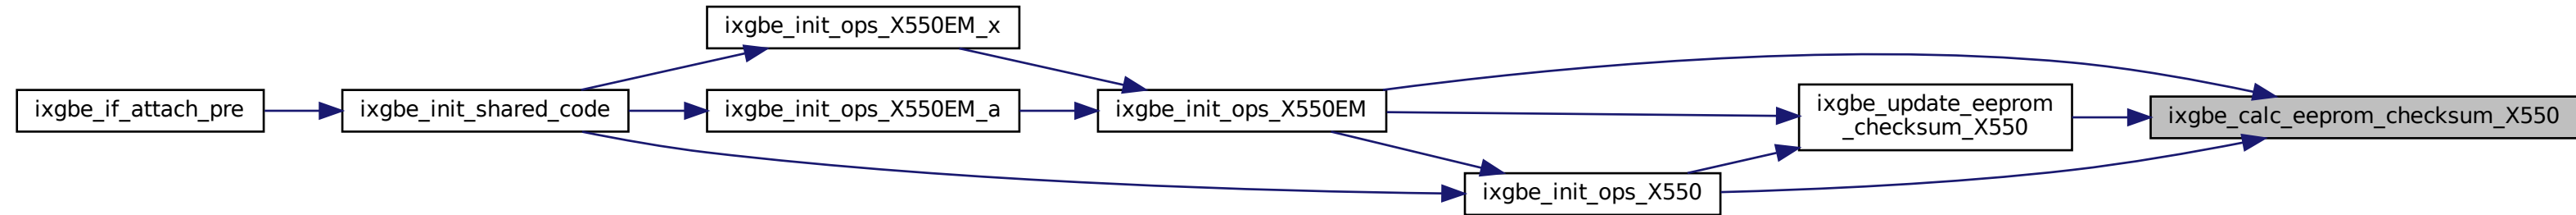 ixgbe_if_attach_pre
ixgbe_init_shared_code
ixgbe_init_ops_X550EM_x
ixgbe_init_ops_X550EM_a
ixgbe_init_ops_X550EM
ixgbe_update_eeprom
_checksum_X550
ixgbe_init_ops_X550
ixgbe_calc_eeprom_checksum_X550